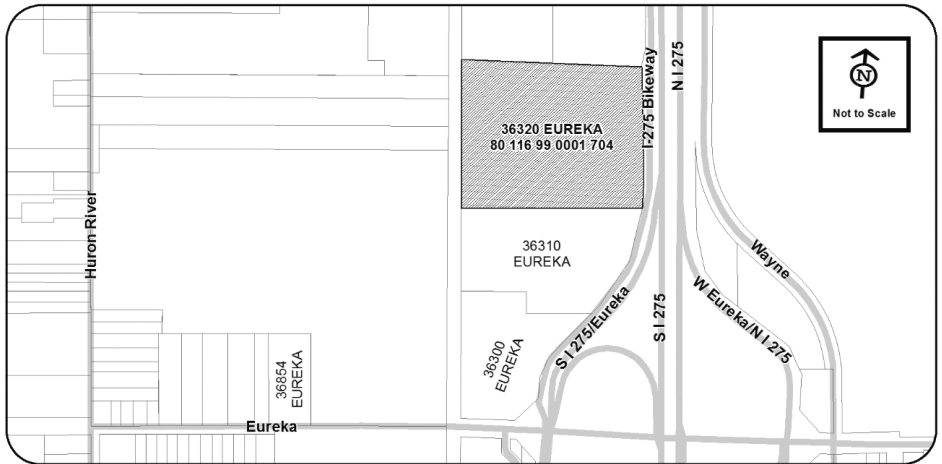 N I 275
I-275 Bikeway
N
Not to Scale
36320 EUREKA
80 116 99 0001 704
Huron River
36310
EUREKA
Wayne
S I 275/Eureka
S I 275
W Eureka/N I 275
36300
EUREKA
36854
EUREKA
Eureka